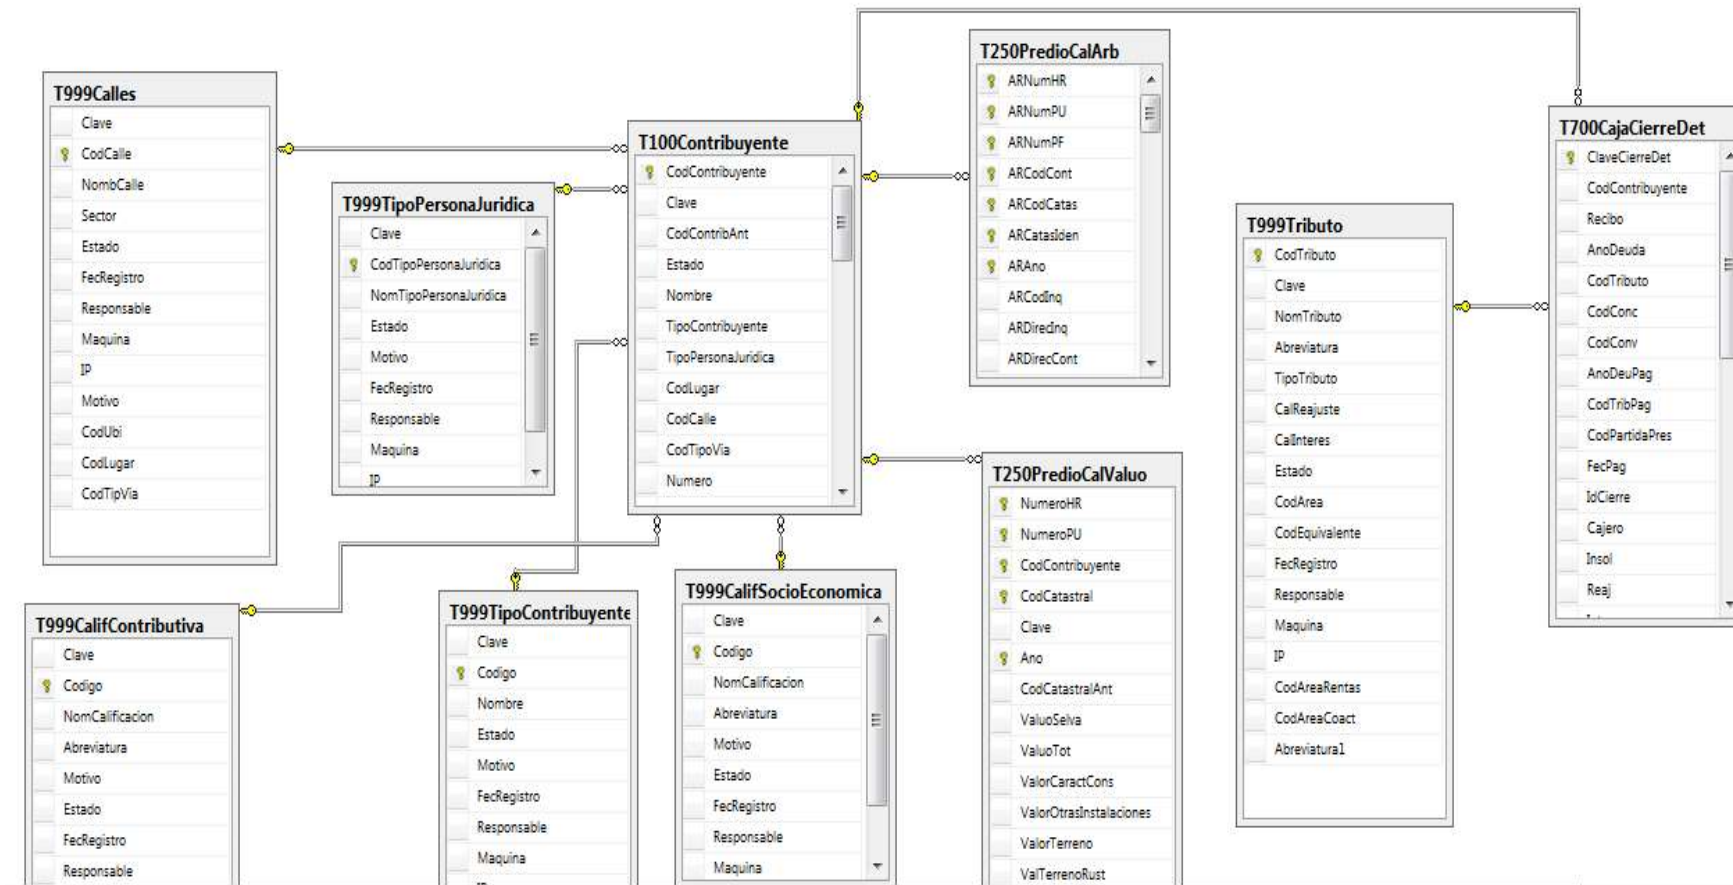 T999Calles
Clave
CodCalle
NombCalle
Sector
Estado
FecRegistro
Responsable
Maquina
IP
Motivo
CodUbi
CodLugar
CodTipVia
T999TipoPersonaJuridica
Clave
CodTipoPersonaJuridica
NomTipoPersonaJuridica
Estado
Motivo
FecRegistro
Responsable
Maquina
IP
T100Contribuyente
CodContribuyente
Clave
CodContribAnt
Estado
Nombre
TipoContribuyente
TipoPersonaJuridica
CodLugar
CodCalle
CodTipoVia
Numero
T250PredioCalArb
ARNumHR
ARNumPU
ARNumPF
ARCodCont
ARCodCatas
ARCatasIden
ARAno
ARCodInq
ARDirecInq
ARDirecCont
T999Tributo
CodTributo
Clave
NomTributo
Abreviatura
TipoTributo
CalReajuste
CalInteres
Estado
CodArea
CodEquivalente
FecRegistro
Responsable
Maquina
IP
CodAreaRentas
CodAreaCoact
Abreviatura1
T700CajaCierreDet
ClaveCierreDet
CodContribuyente
Recibo
AnoDeuda
CodTributo
CodConc
CodConv
AnoDeuPag
CodTribPag
CodPartidaPres
FecPag
IdCierre
Cajero
Insol
Reaj
T999CalifContributiva
Clave
Codigo
NomCalificacion
Abreviatura
Motivo
Estado
FecRegistro
Responsable
T999TipoContribuyente
Clave
Codigo
Nombre
Estado
Motivo
FecRegistro
Responsable
Maquina
T999CalifSocioEconomica
Clave
Codigo
NomCalificacion
Abreviatura
Motivo
Estado
FecRegistro
Responsable
Maquina
T250PredioCalValuo
NumeroHR
NumeroPU
CodContribuyente
CodCatastral
Clave
Ano
CodCatastralAnt
ValuoSelva
ValuoTot
ValorCaractCons
ValorOtrasInstalaciones
ValorTerreno
ValTerrenoRust